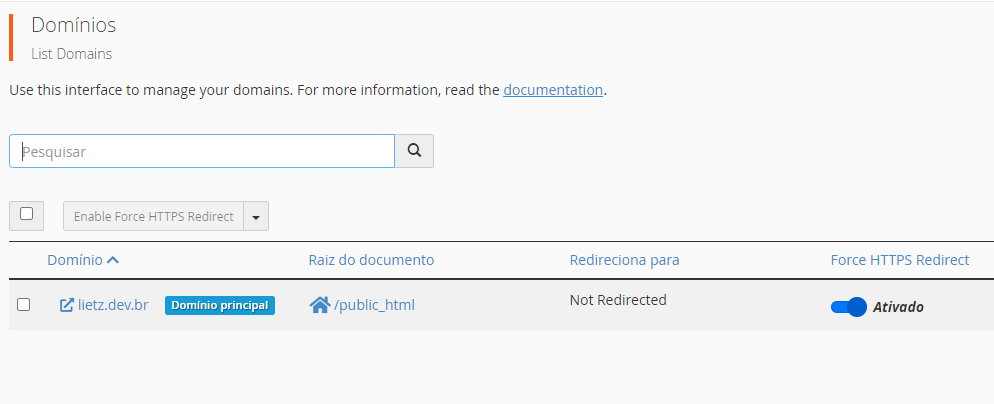 Domínios
List Domains
Use this interface to manage your domains. For more information, read the documentation.
Pesquisar
Enable Force HTTPS Redirect
Domínio Raiz do documento Redireciona para Force HTTPS Redirect
lietz.dev.br Domínio principal /public_html Not Redirected Ativado